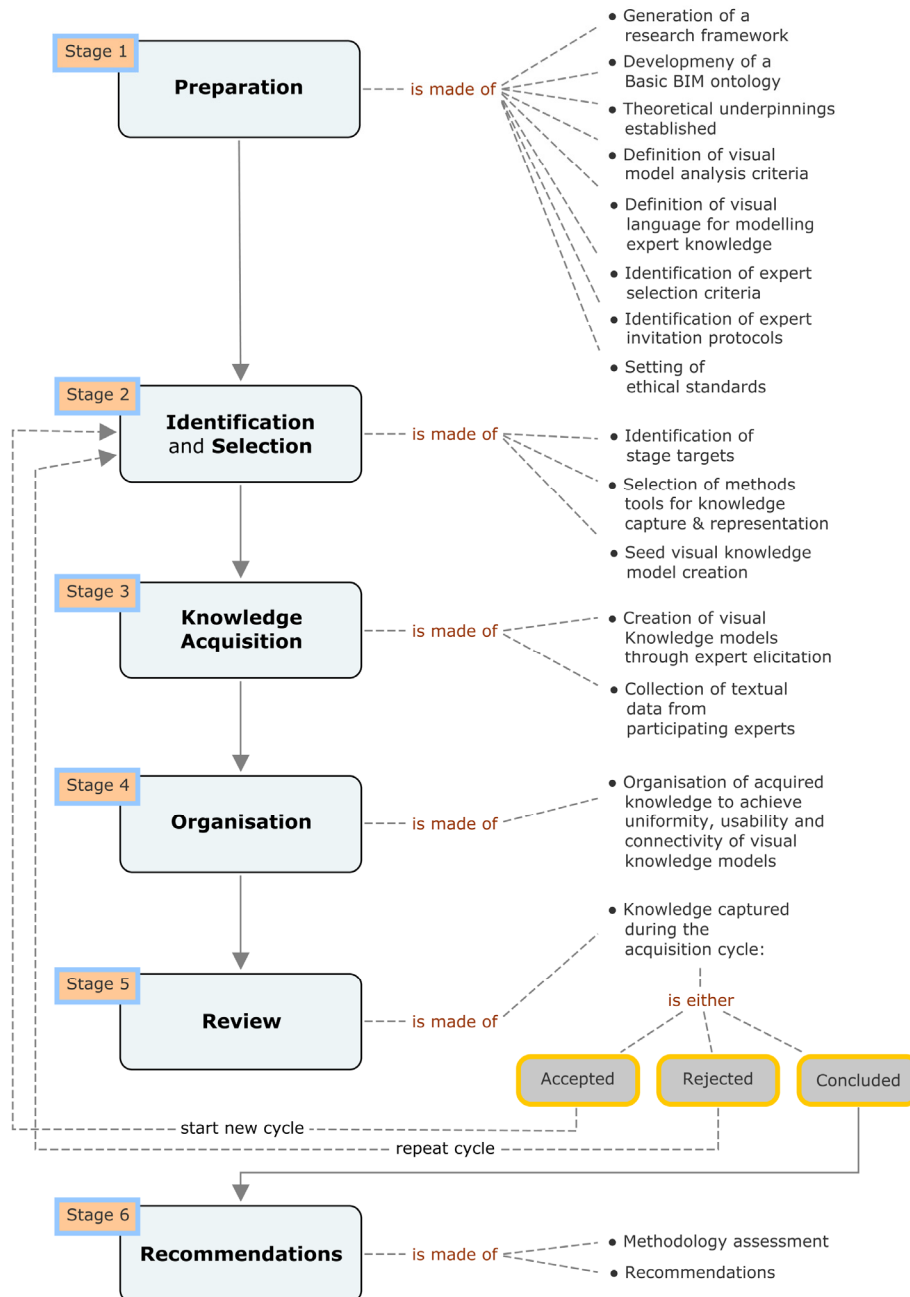 Stage 1
Preparation
is made of
● Generation of a
research framework
● Developmeny of a
Basic BIM ontology
● Theoretical underpinnings
established
● Definition of visual
model analysis criteria
● Definition of visual
language for modelling
expert knowledge
● Identification of expert
selection criteria
● Identification of expert
invitation protocols
● Setting of
ethical standards
Stage 2
Identification
and Selection
is made of
● Identification of
stage targets
● Selection of methods
tools for knowledge
capture & representation
● Seed visual knowledge
model creation
Stage 3
Knowledge
Acquisition
is made of
● Creation of visual
Knowledge models
through expert elicitation
● Collection of textual
data from
participating experts
Stage 4
Organisation
is made of
● Organisation of acquired
knowledge to achieve
uniformity, usability and
connectivity of visual
knowledge models
Stage 5
Review
is made of
● Knowledge captured
during the
acquisition cycle:
is either
Accepted
Rejected
Concluded
start new cycle
repeat cycle
Stage 6
Recommendations
is made of
● Methodology assessment
● Recommendations